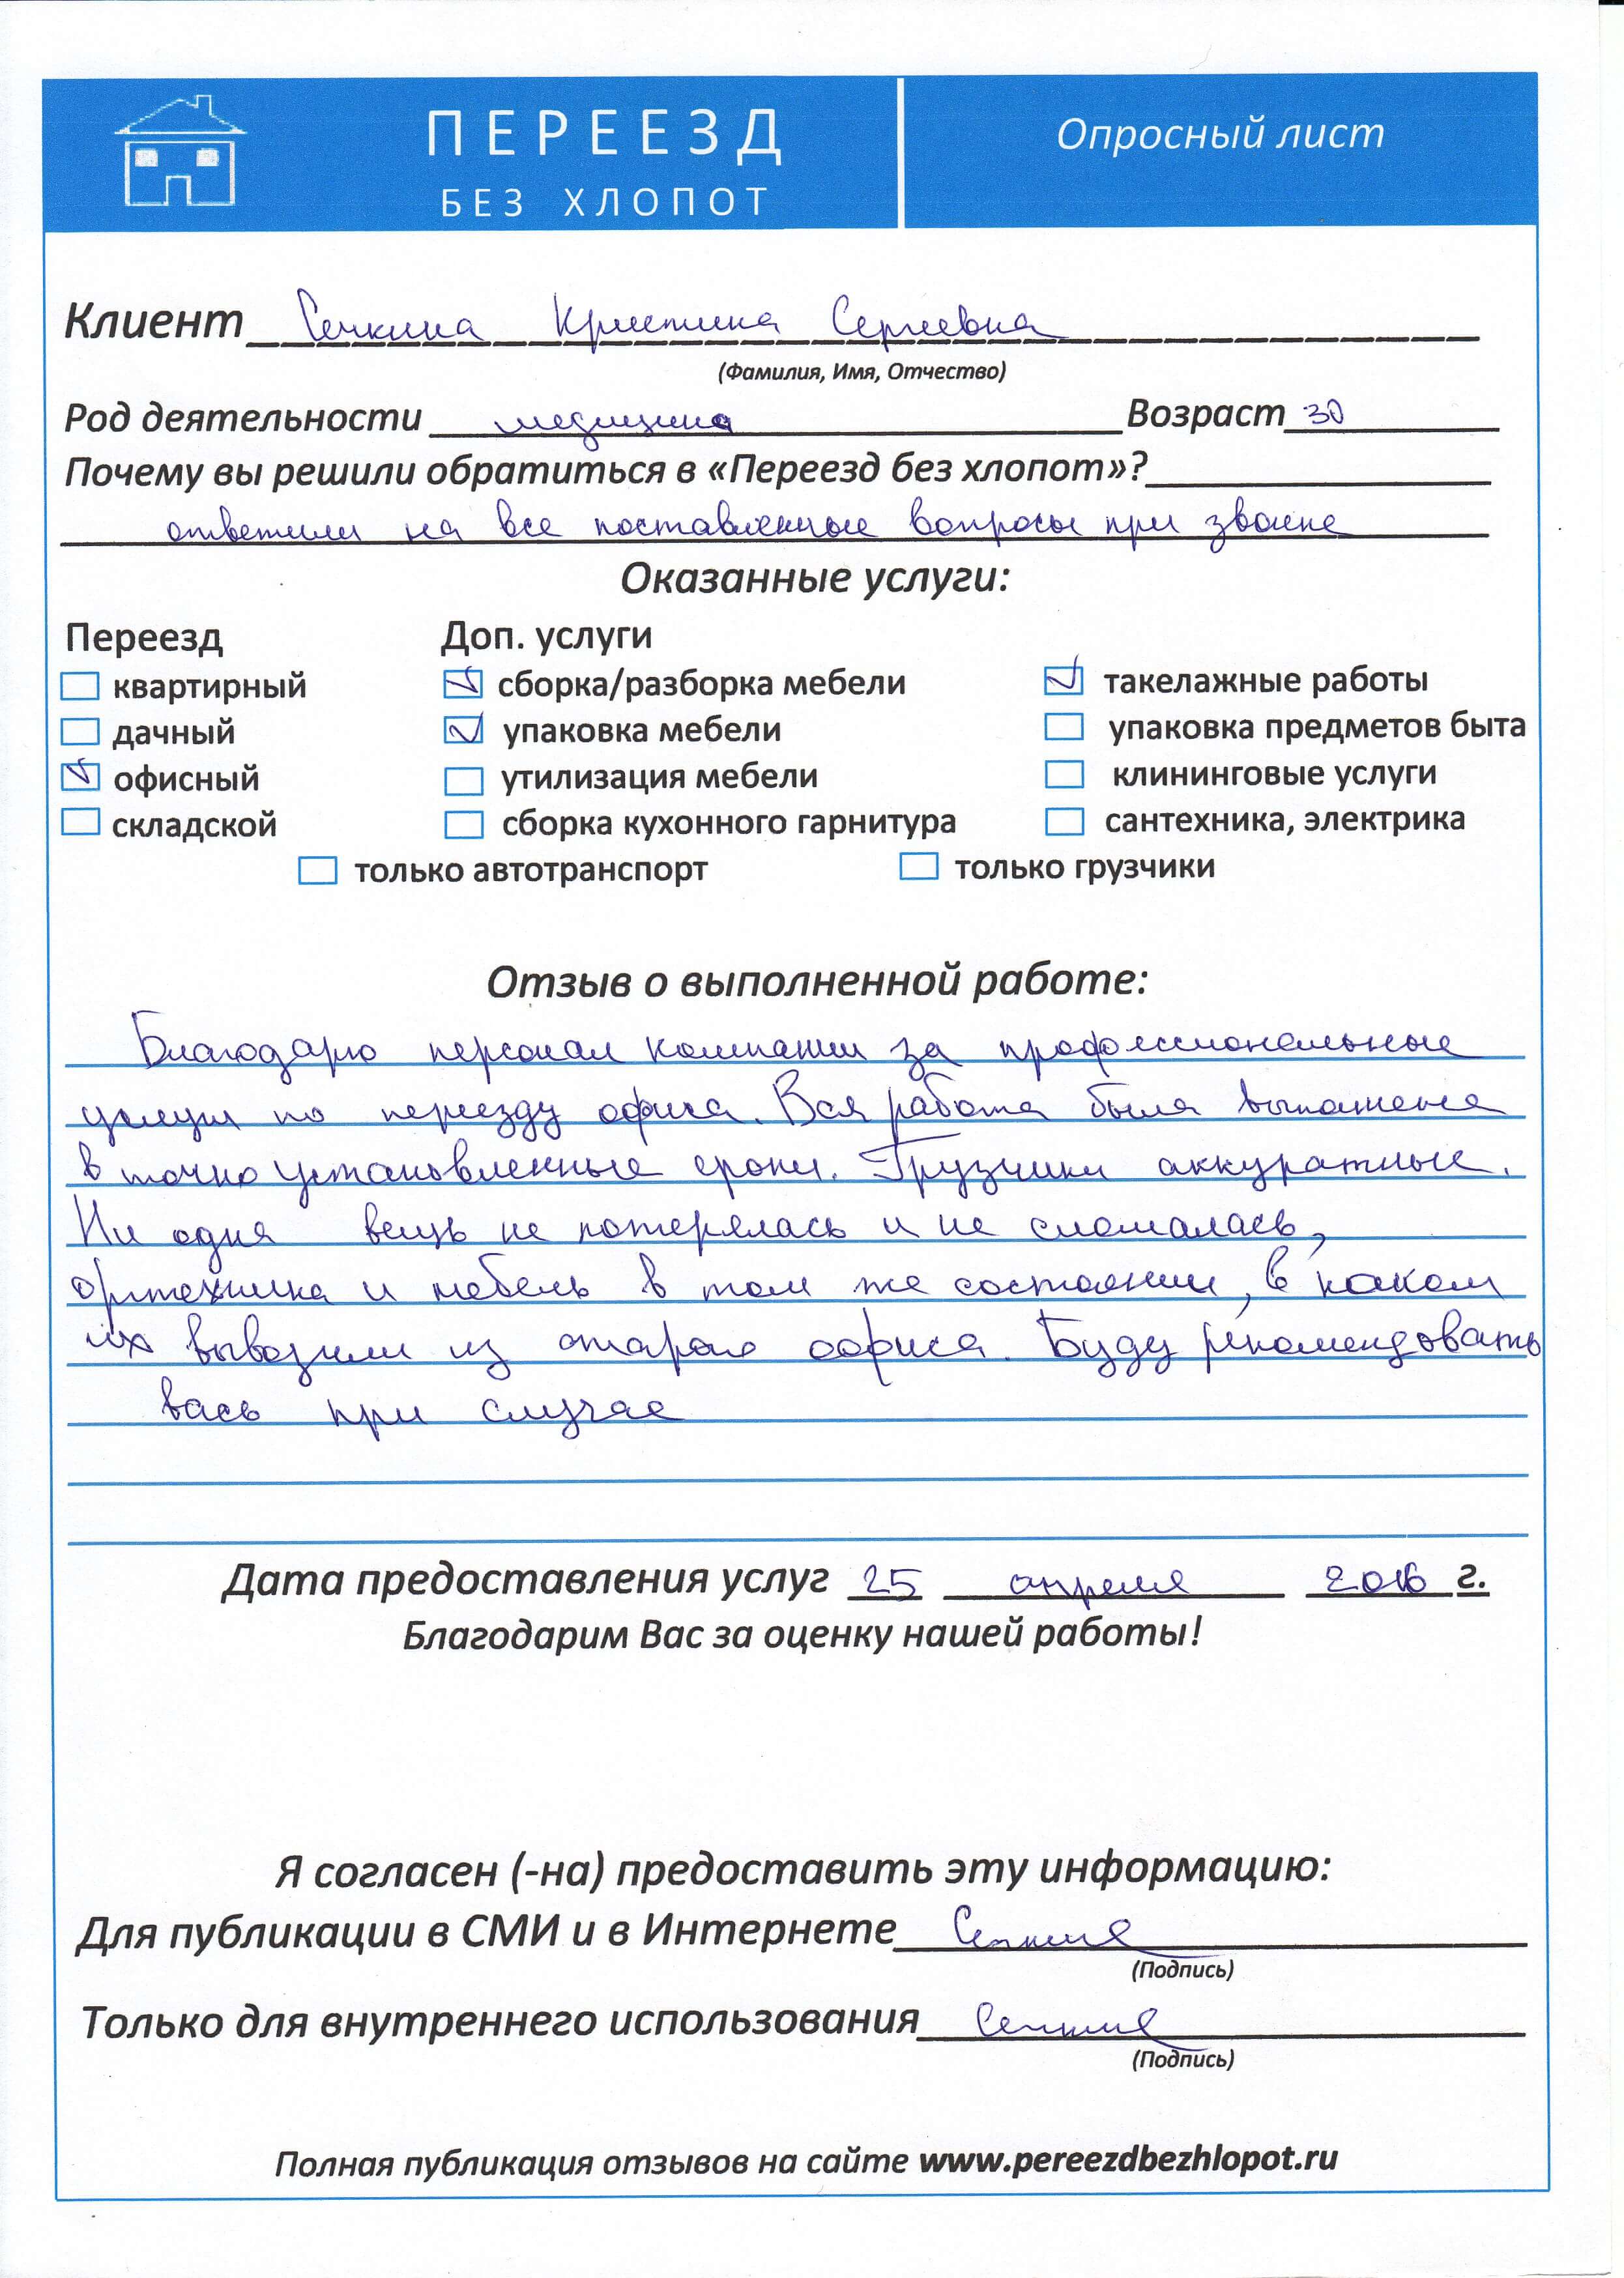 ПЕРЕЕЗД
БЕЗ ХЛОПОТ
Опросный лист
Клиент Сечкина Кристина Сергеевна
(Фамилия, Имя, Отчество)
Род деятельности медицина Возраст 30
Почему вы решили обратиться в «Переезд без хлопот»?
ответили на все поставленные вопросы при звонке
Оказанные услуги:
Переезд Доп. услуги
квартирный сборка/разборка мебели такелажные работы
дачный упаковка мебели упаковка предметов быта
офисный утилизация мебели клининговые услуги
складской сборка кухонного гарнитура сантехника, электрика
только автотранспорт только грузчики
Отзыв о выполненной работе:
Благодарю персонал компании за профессиональные
услуги по переезду офиса. Вся работа была выполнена
в точно установленные сроки. Грузчики аккуратные.
Ни одна вещь не потерялась и не сломалась,
оргтехника и мебель в том же состоянии, в каком
их вывозили из старого офиса. Буду рекомендовать
вась при случае
Дата предоставления услуг 25 апреля 2016 г.
Благодарим Вас за оценку нашей работы!
Я согласен (-на) предоставить эту информацию:
Для публикации в СМИ и в Интернете
(Подпись)
Только для внутреннего использования
(Подпись)
Полная публикация отзывов на сайте www.pereezdbezhlopot.ru